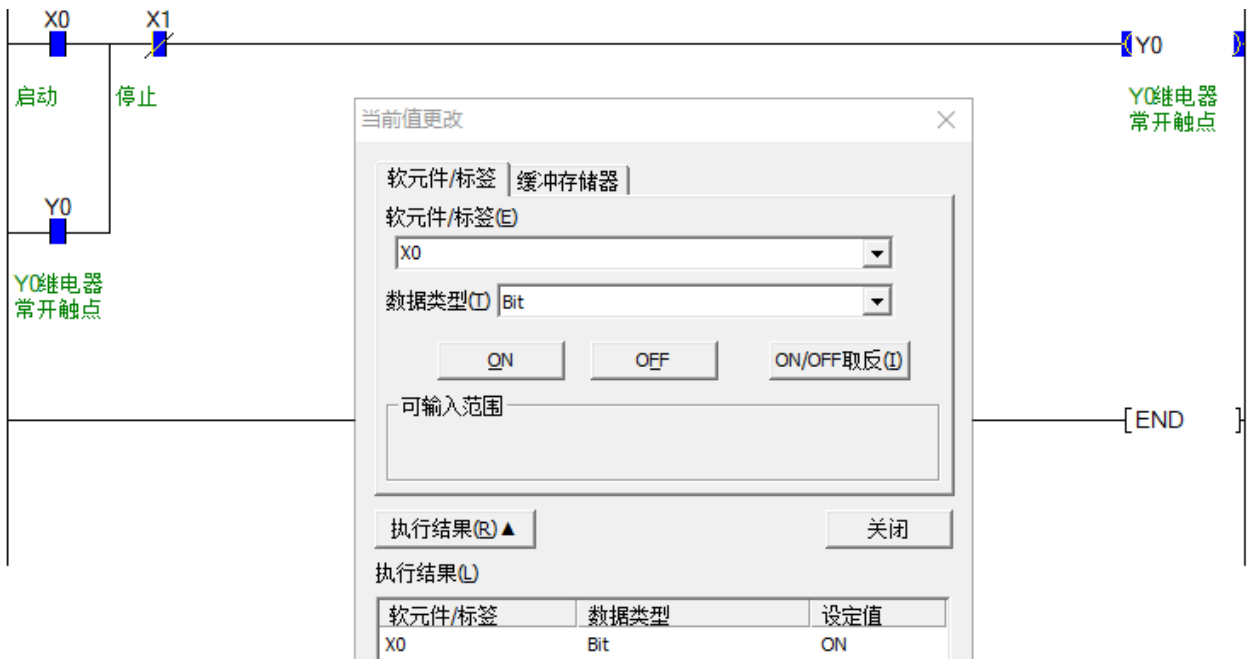 X0 X1
Y0
启动 停止
Y0继电器
常开触点
Y0
Y0继电器
常开触点
当前值更改
软元件/标签 缓冲存储器
软元件/标签(E)
X0
数据类型(T) Bit
ON OFF ON/OFF取反(I)
可输入范围
END
执行结果(R)▲ 关闭
执行结果(L)
软元件/标签 数据类型 设定值
X0 Bit ON